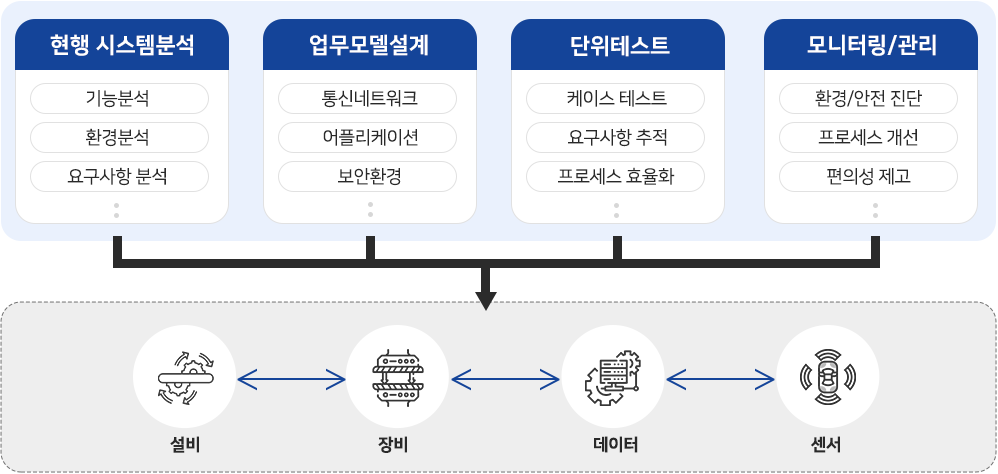 현행 시스템분석
기능분석
환경분석
요구사항 분석
업무모델설계
통신네트워크
어플리케이션
보안환경
단위테스트
케이스 테스트
요구사항 추적
프로세스 효율화
모니터링/관리
환경/안전 진단
프로세스 개선
편의성 제고
설비
장비
데이터
센서